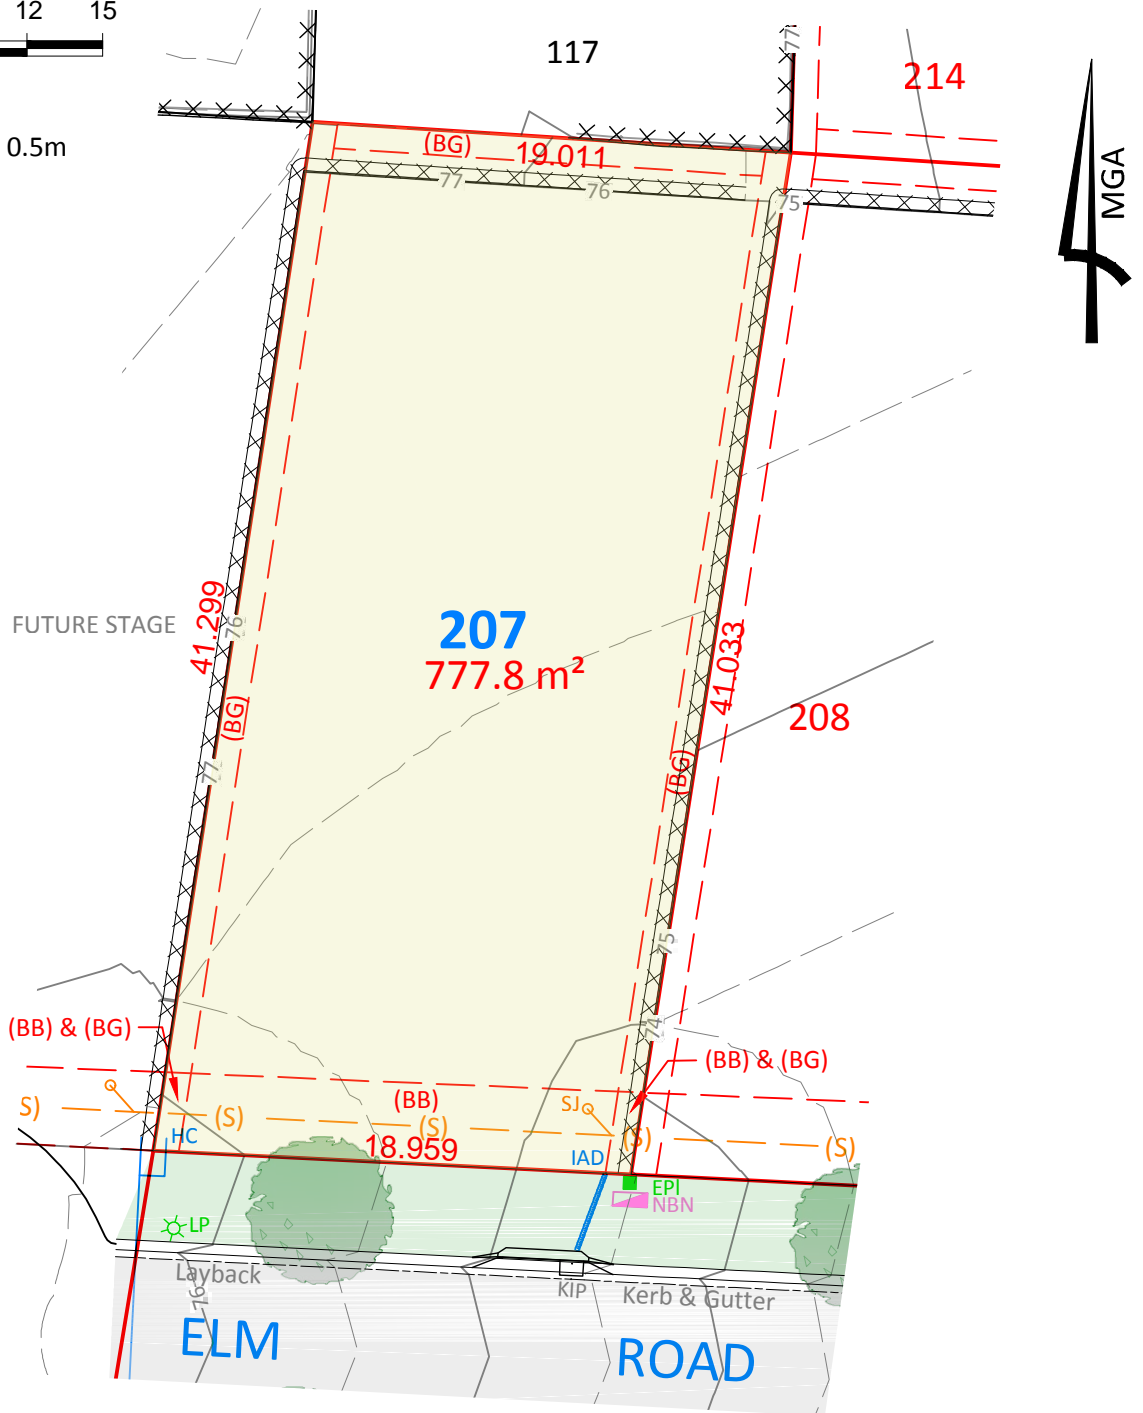 12 15
0.5m
117
77
214
MGA
(BG)
19.011
77
76
75
41.299
FUTURE STAGE
76
(BG)
77
207
777.8 m²
41.033
208
(BG)
75
74
(BB) & (BG)
(BB) & (BG)
(BB)
S)
(S)
(S)
SJ
(S)
(S)
HC
18.959
IAD
EPI
NBN
LP
Layback
76
KIP
Kerb & Gutter
ELM ROAD